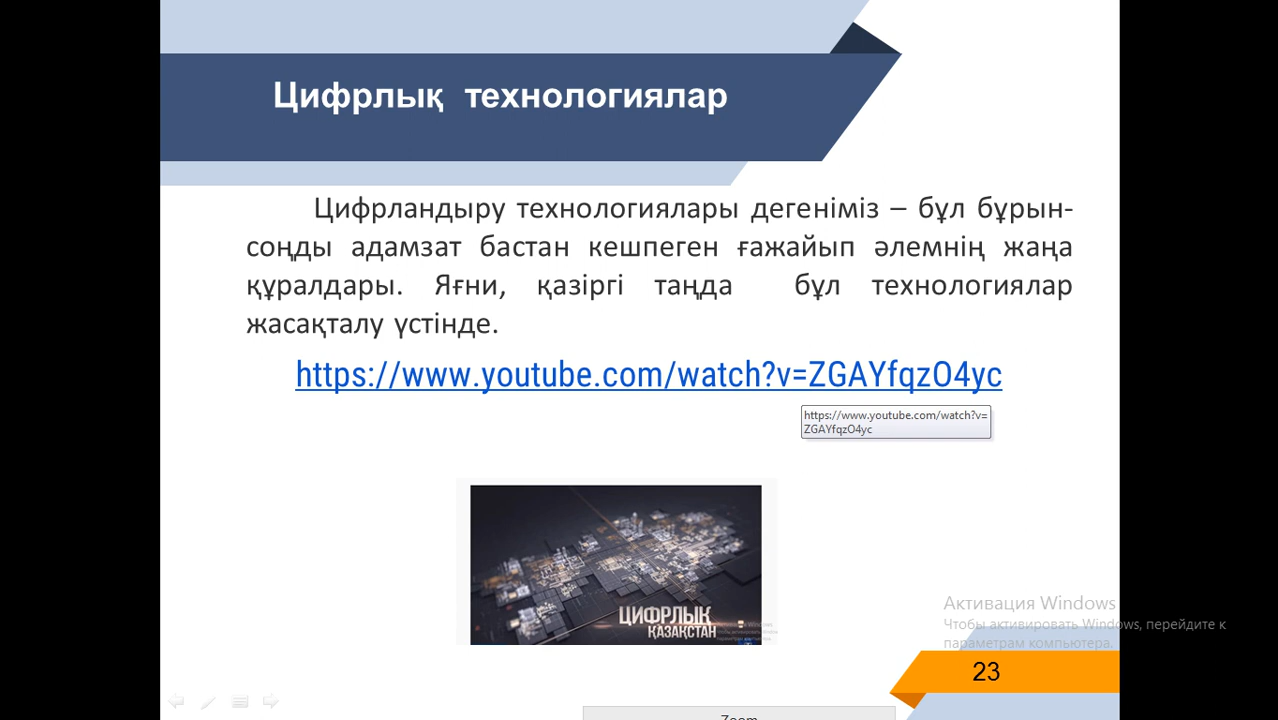 Цифрлық технологиялар
Цифрландыру технологиялары дегеніміз – бұл бұрын-
соңды адамзат бастан кешпеген ғажайып әлемнің жаңа
құралдары. Яғни, қазіргі таңда бұл технологиялар
жасақталу үстінде.
https://www.youtube.com/watch?v=ZGAYfqzO4yc
https://www.youtube.com/watch?v=
ZGAYfqzO4yc
ЦИФРЛЫҚ
ҚАЗАҚСТАН
Активация Windows
Чтобы активировать Windows, перейдите к
параметрам компьютера.
23
Zoom